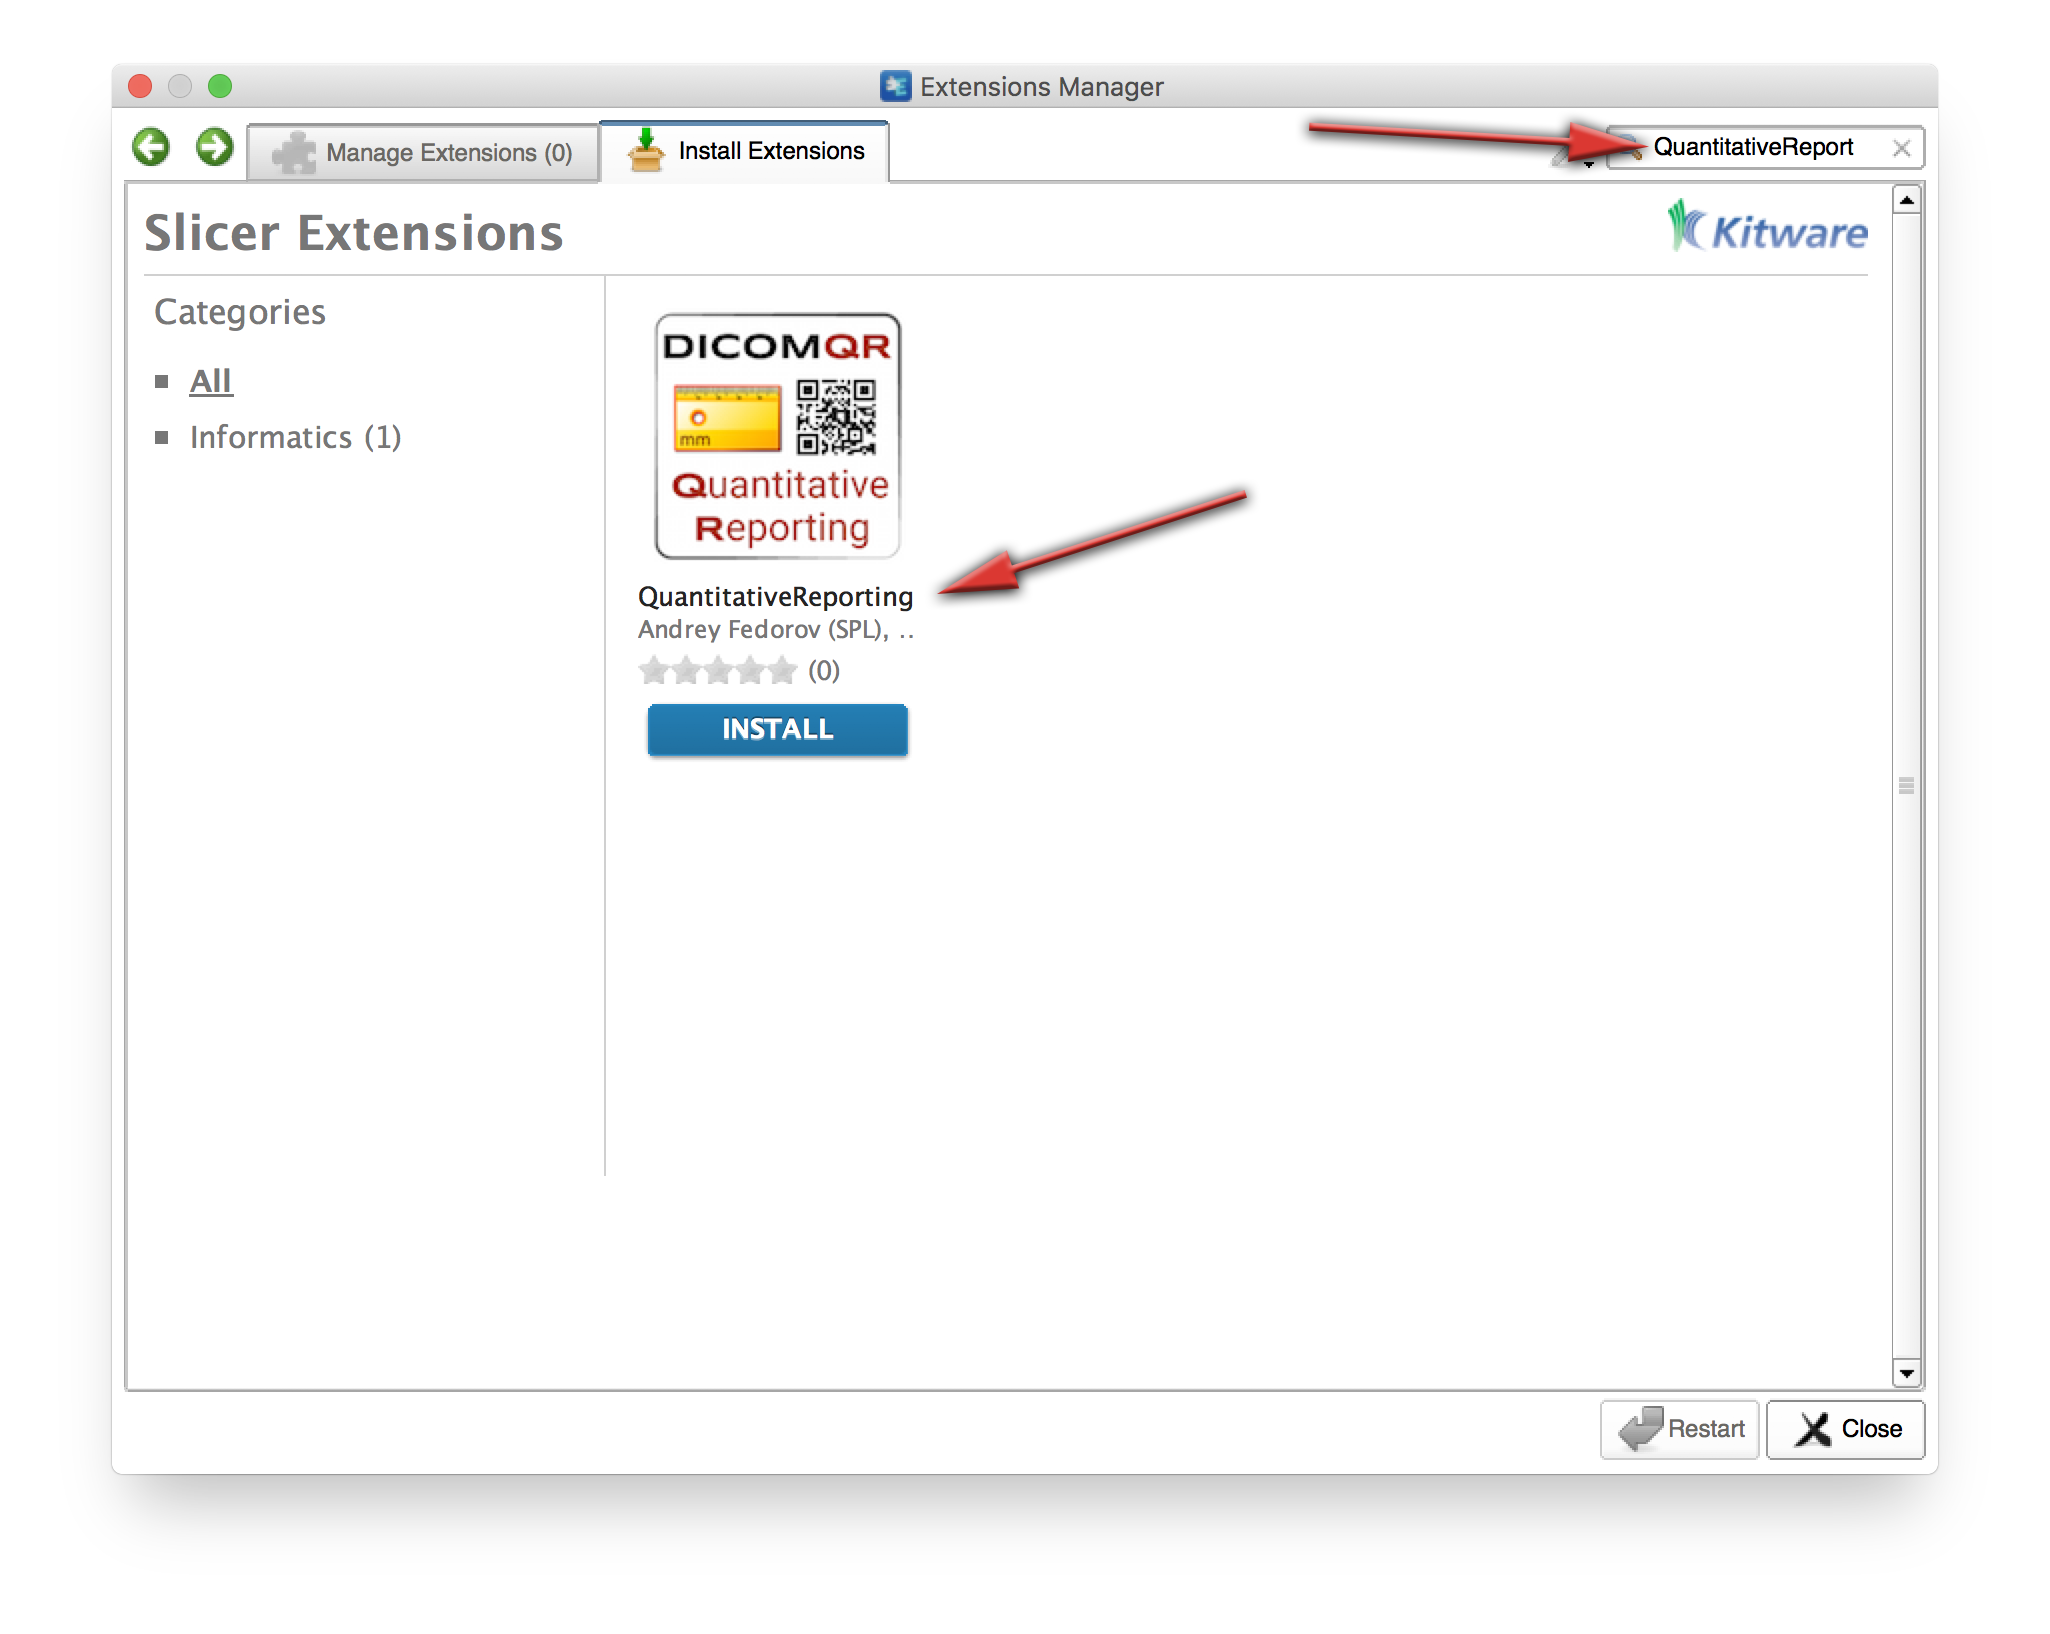 Extensions Manager
Manage Extensions (0)
Install Extensions
QuantitativeReport
Slicer Extensions
Kitware
Categories
All
Informatics (1)
DICOMQR
mm
Quantitative
Reporting
QuantitativeReporting
Andrey Fedorov (SPL), ..
(0)
INSTALL
Restart
Close